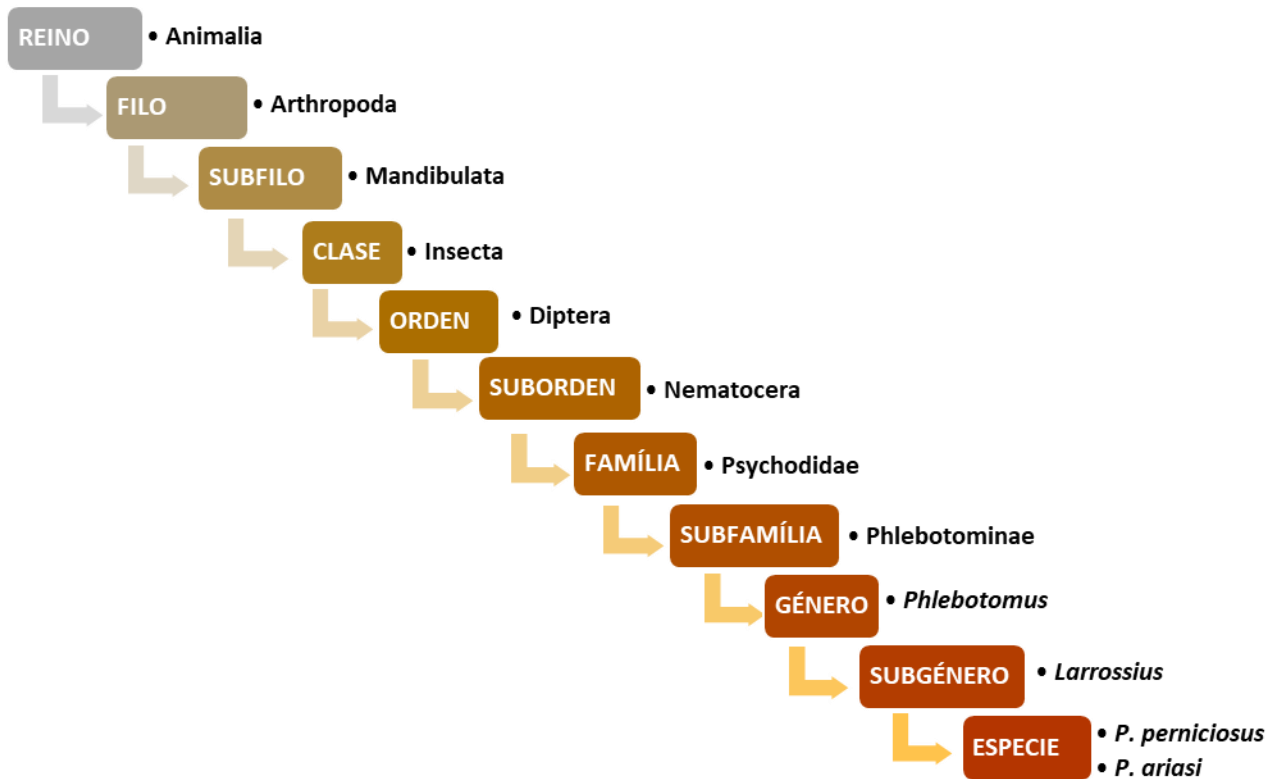 REINO • Animalia
FILO • Arthropoda
SUBFILO • Mandibulata
CLASE • Insecta
ORDEN • Diptera
SUBORDEN • Nematocera
FAMÍLIA • Psychodidae
SUBFAMÍLIA • Phlebotominae
GÉNERO • Phlebotomus
SUBGÉNERO • Larrossius
ESPECIE • P. perniciosus
• P. ariasi